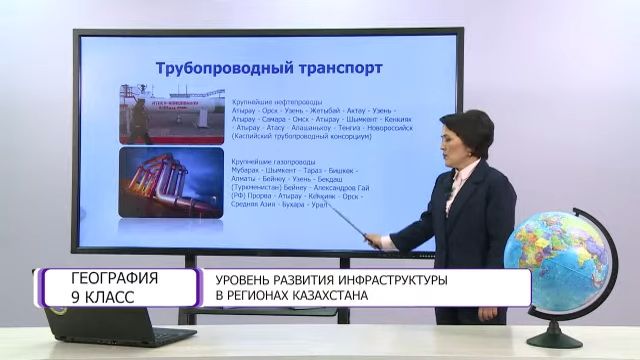 Трубопроводный транспорт
Крупнейшие нефтепроводы
Атырау - Орск - Узень - Жетыбай - Актау - Узень -
Атырау - Самара - Омск - Атырау - Шымкент - Кенкияк
- Атырау - Атасу - Алашанькоу - Тенгиз - Новороссийск
(Каспийский трубопроводный консорциум)
Крупнейшие газопроводы
Мубарак - Шымкент - Тараз - Бишкек -
Алматы - Бейнеу - Узень - Бекдаш
(Туркменистан) Бейнеу - Александров Гай
(РФ) Прорва - Атырау - Кенкияк - Орск -
Средняя Азия - Бухара - Урал
ГЕОГРАФИЯ
9 КЛАСС
УРОВЕНЬ РАЗВИТИЯ ИНФРАСТРУКТУРЫ
В РЕГИОНАХ КАЗАХСТАНА